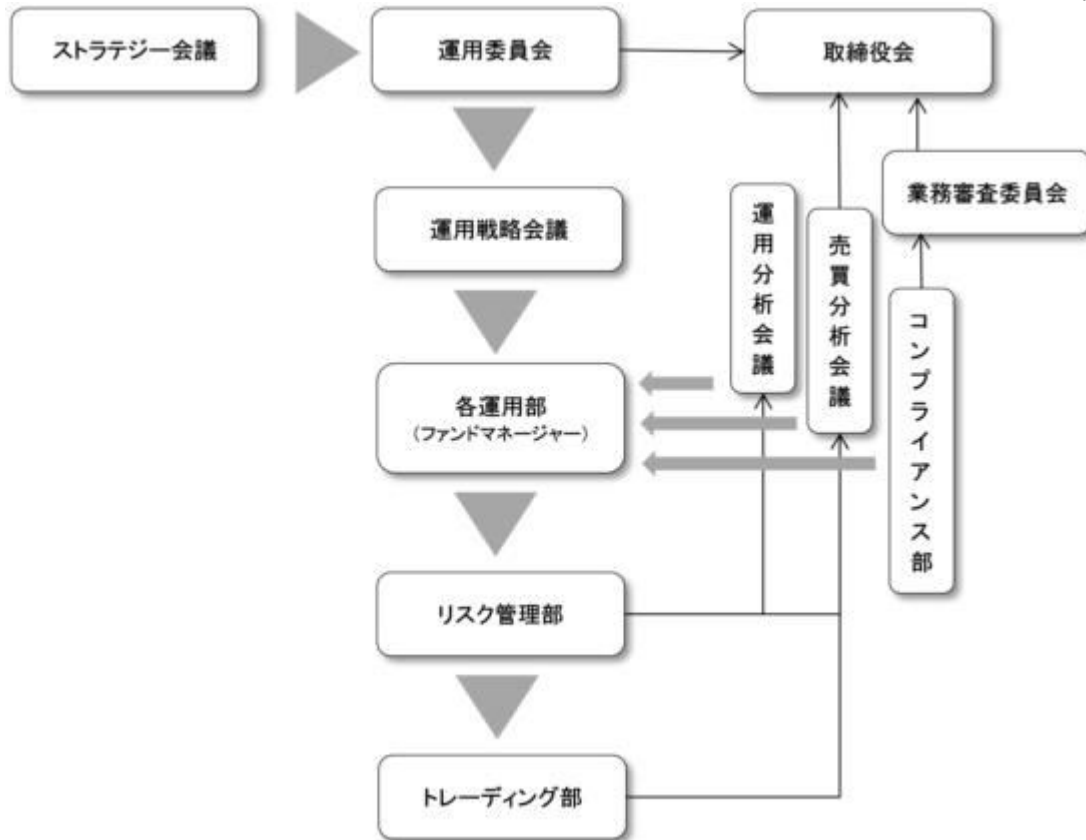 ストラテジー会議
運用委員会
取締役会
業務審査委員会
運用戦略会議
運用分析会議
売買分析会議
コンプライアンス部
各運用部
(ファンドマネージャー)
リスク管理部
トレーディング部